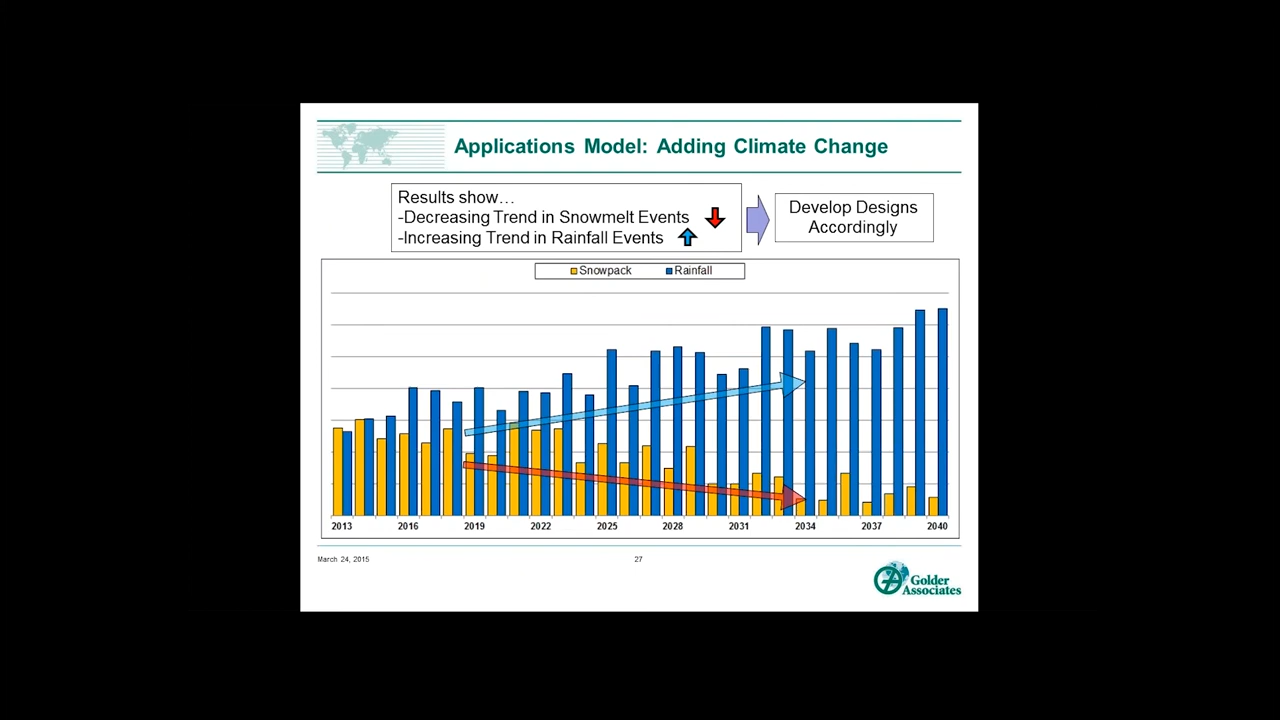 Applications Model: Adding Climate Change
Results show…
-Decreasing Trend in Snowmelt Events
-Increasing Trend in Rainfall Events
Develop Designs
Accordingly
Snowpack Rainfall
2013 2016 2019 2022 2025 2028 2031 2034 2037 2040
March 24, 2015 27
Golder
Associates